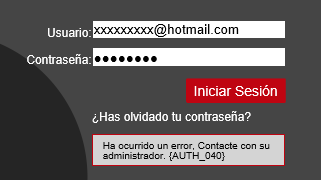 Usuario: xxxxxxxxx@hotmail.com
Contraseña: ●●●●●●●●
Iniciar Sesión
¿Has olvidado tu contraseña?
Ha ocurrido un error, Contacte con su
administrador. {AUTH_040}